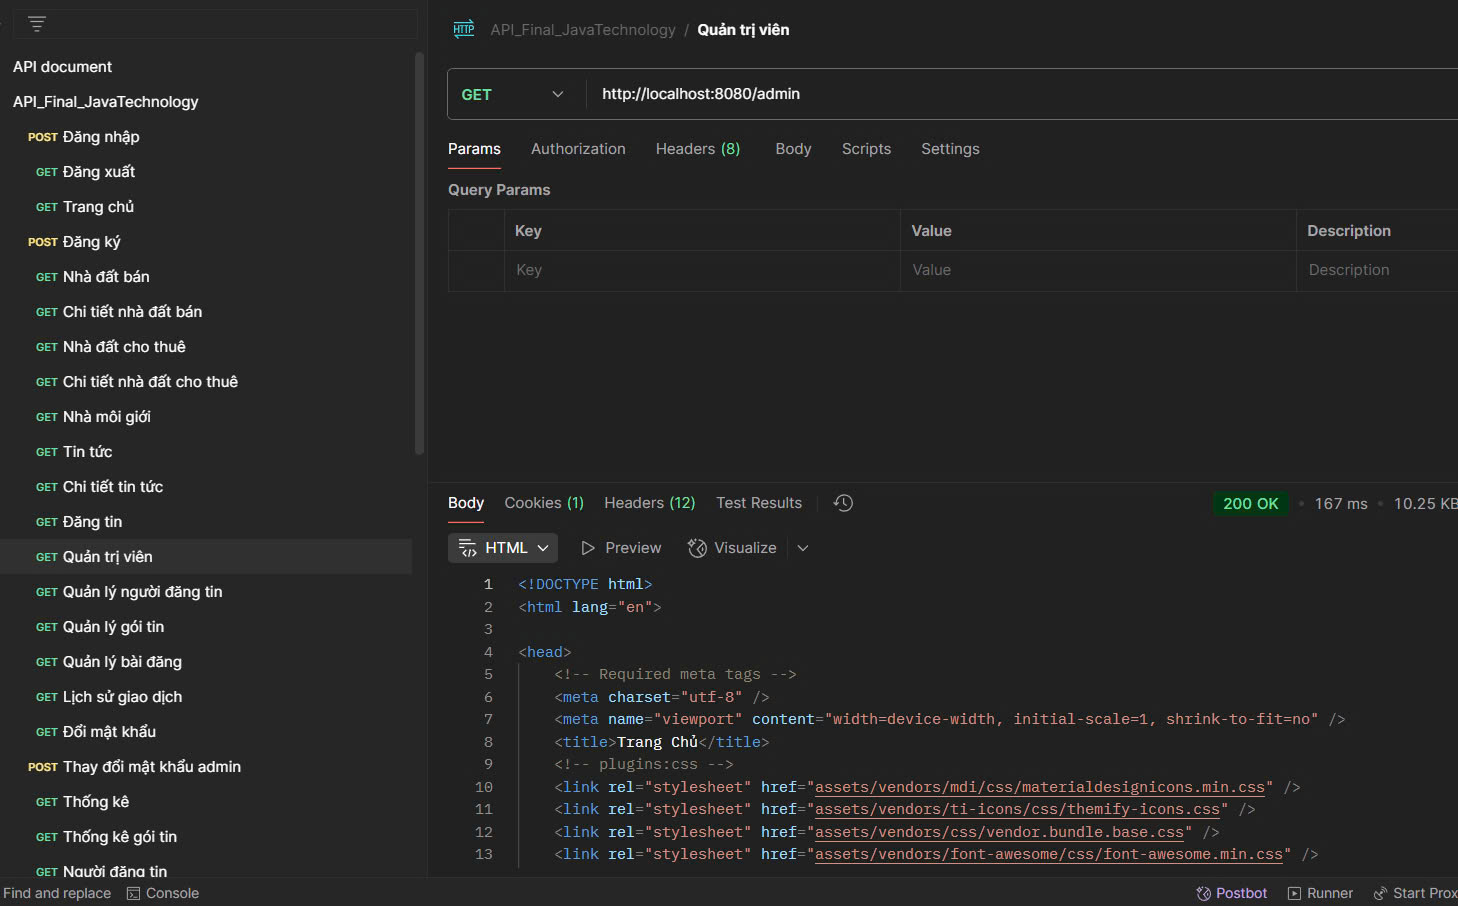 API document
API_Final_JavaTechnology
POST Đăng nhập
GET Đăng xuất
GET Trang chủ
POST Đăng ký
GET Nhà đất bán
GET Chi tiết nhà đất bán
GET Nhà đất cho thuê
GET Chi tiết nhà đất cho thuê
GET Nhà môi giới
GET Tin tức
GET Chi tiết tin tức
GET Đăng tin
GET Quản trị viên
GET Quản lý người đăng tin
GET Quản lý gói tin
GET Quản lý bài đăng
GET Lịch sử giao dịch
GET Đổi mật khẩu
POST Thay đổi mật khẩu admin
GET Thống kê
GET Thống kê gói tin
GET Người đăng tin
HTTP API_Final_JavaTechnology / Quản trị viên
GET http://localhost:8080/admin
Params Authorization Headers (8) Body Scripts Settings
Query Params
Key Value Description
Key Value Description
Body Cookies (1) Headers (12) Test Results 200 OK • 167 ms • 10.25 KB
HTML Preview Visualize
1 <!DOCTYPE html>
2 <html lang="en">
3
4 <head>
5 <!-- Required meta tags -->
6 <meta charset="utf-8" />
7 <meta name="viewport" content="width=device-width, initial-scale=1, shrink-to-fit=no" />
8 <title>Trang Chủ</title>
9 <!-- plugins:css -->
10 <link rel="stylesheet" href="assets/vendors/mdi/css/materialdesignicons.min.css" />
11 <link rel="stylesheet" href="assets/vendors/ti-icons/css/themify-icons.css" />
12 <link rel="stylesheet" href="assets/vendors/css/vendor.bundle.base.css" />
13 <link rel="stylesheet" href="assets/vendors/font-awesome/css/font-awesome.min.css" />
Find and replace Console Postbot Runner Start Prox